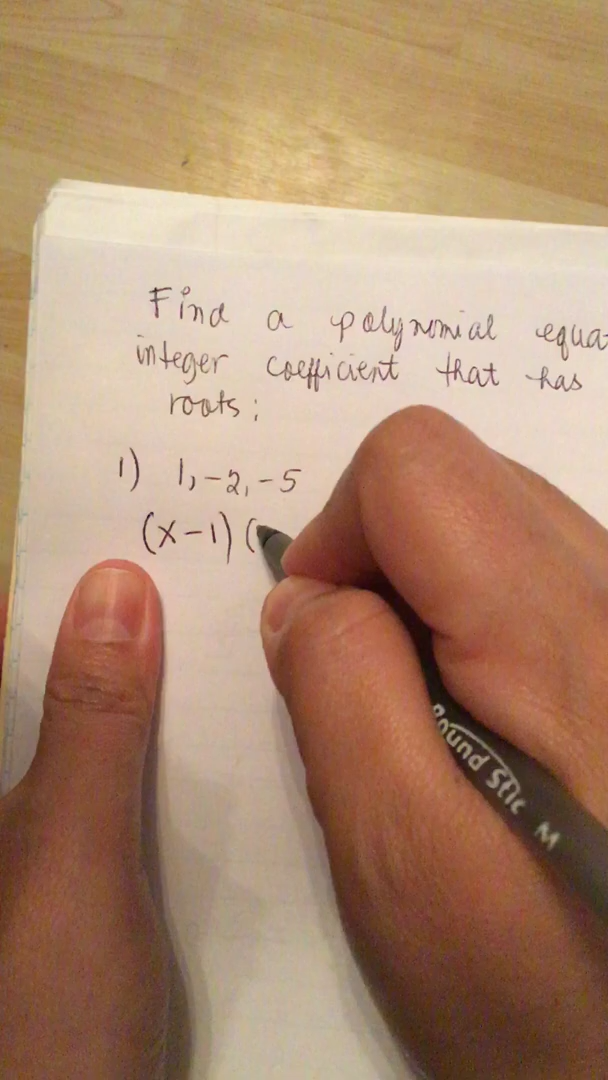 Find a polynomial equa
integer coefficient that has
roots:
1) 1, -2, -5
(x-1) (
Round Stic M